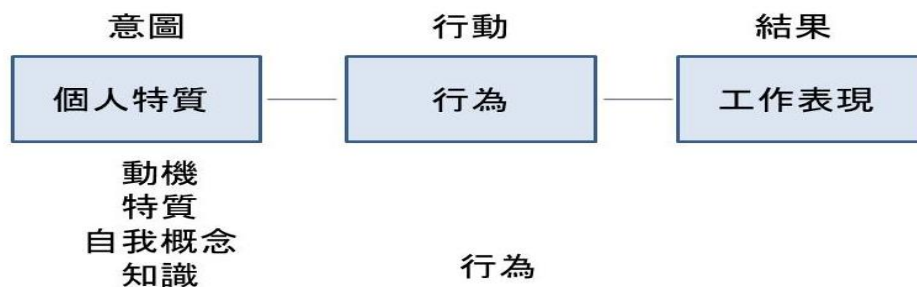 意圖 行動 結果
個人特質 行為 工作表現
動機
特質
自我概念
知識 行為